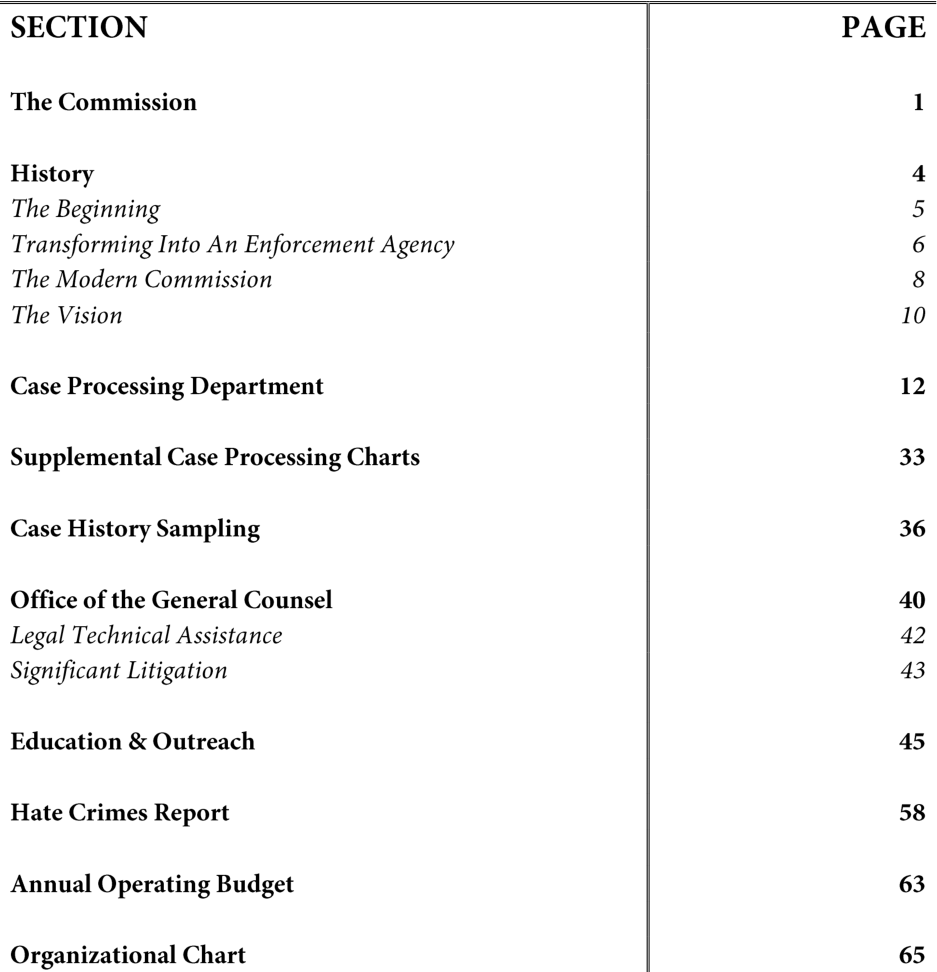 SECTION PAGE
The Commission 1
History 4
The Beginning 5
Transforming Into An Enforcement Agency 6
The Modern Commission 8
The Vision 10
Case Processing Department 12
Supplemental Case Processing Charts 33
Case History Sampling 36
Office of the General Counsel 40
Legal Technical Assistance 42
Significant Litigation 43
Education & Outreach 45
Hate Crimes Report 58
Annual Operating Budget 63
Organizational Chart 65